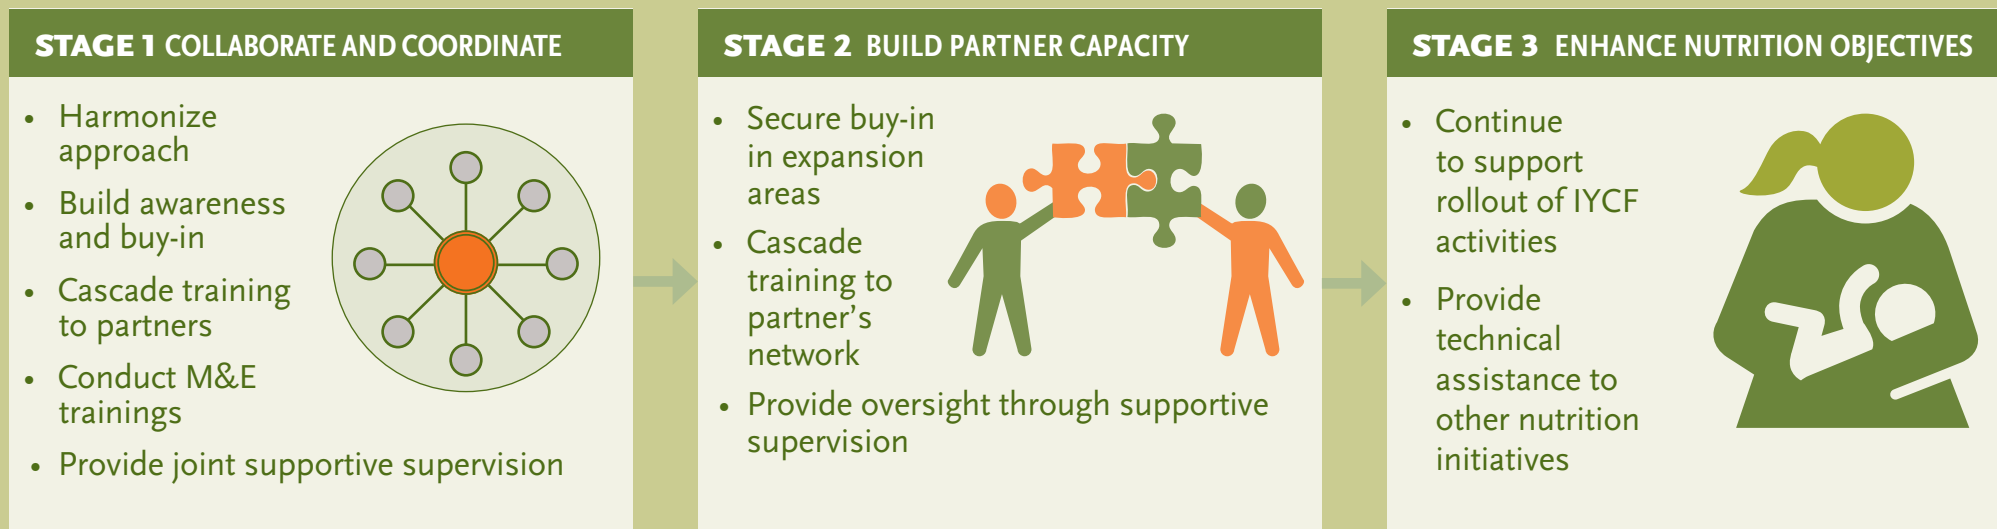 STAGE 1 COLLABORATE AND COORDINATE
• Harmonize
approach
• Build awareness
and buy-in
• Cascade training
to partners
• Conduct M&E
trainings
• Provide joint supportive supervision
STAGE 2 BUILD PARTNER CAPACITY
• Secure buy-in
in expansion
areas
• Cascade
training to
partner’s
network
• Provide oversight through supportive
supervision
STAGE 3 ENHANCE NUTRITION OBJECTIVES
• Continue
to support
rollout of IYCF
activities
• Provide
technical
assistance to
other nutrition
initiatives